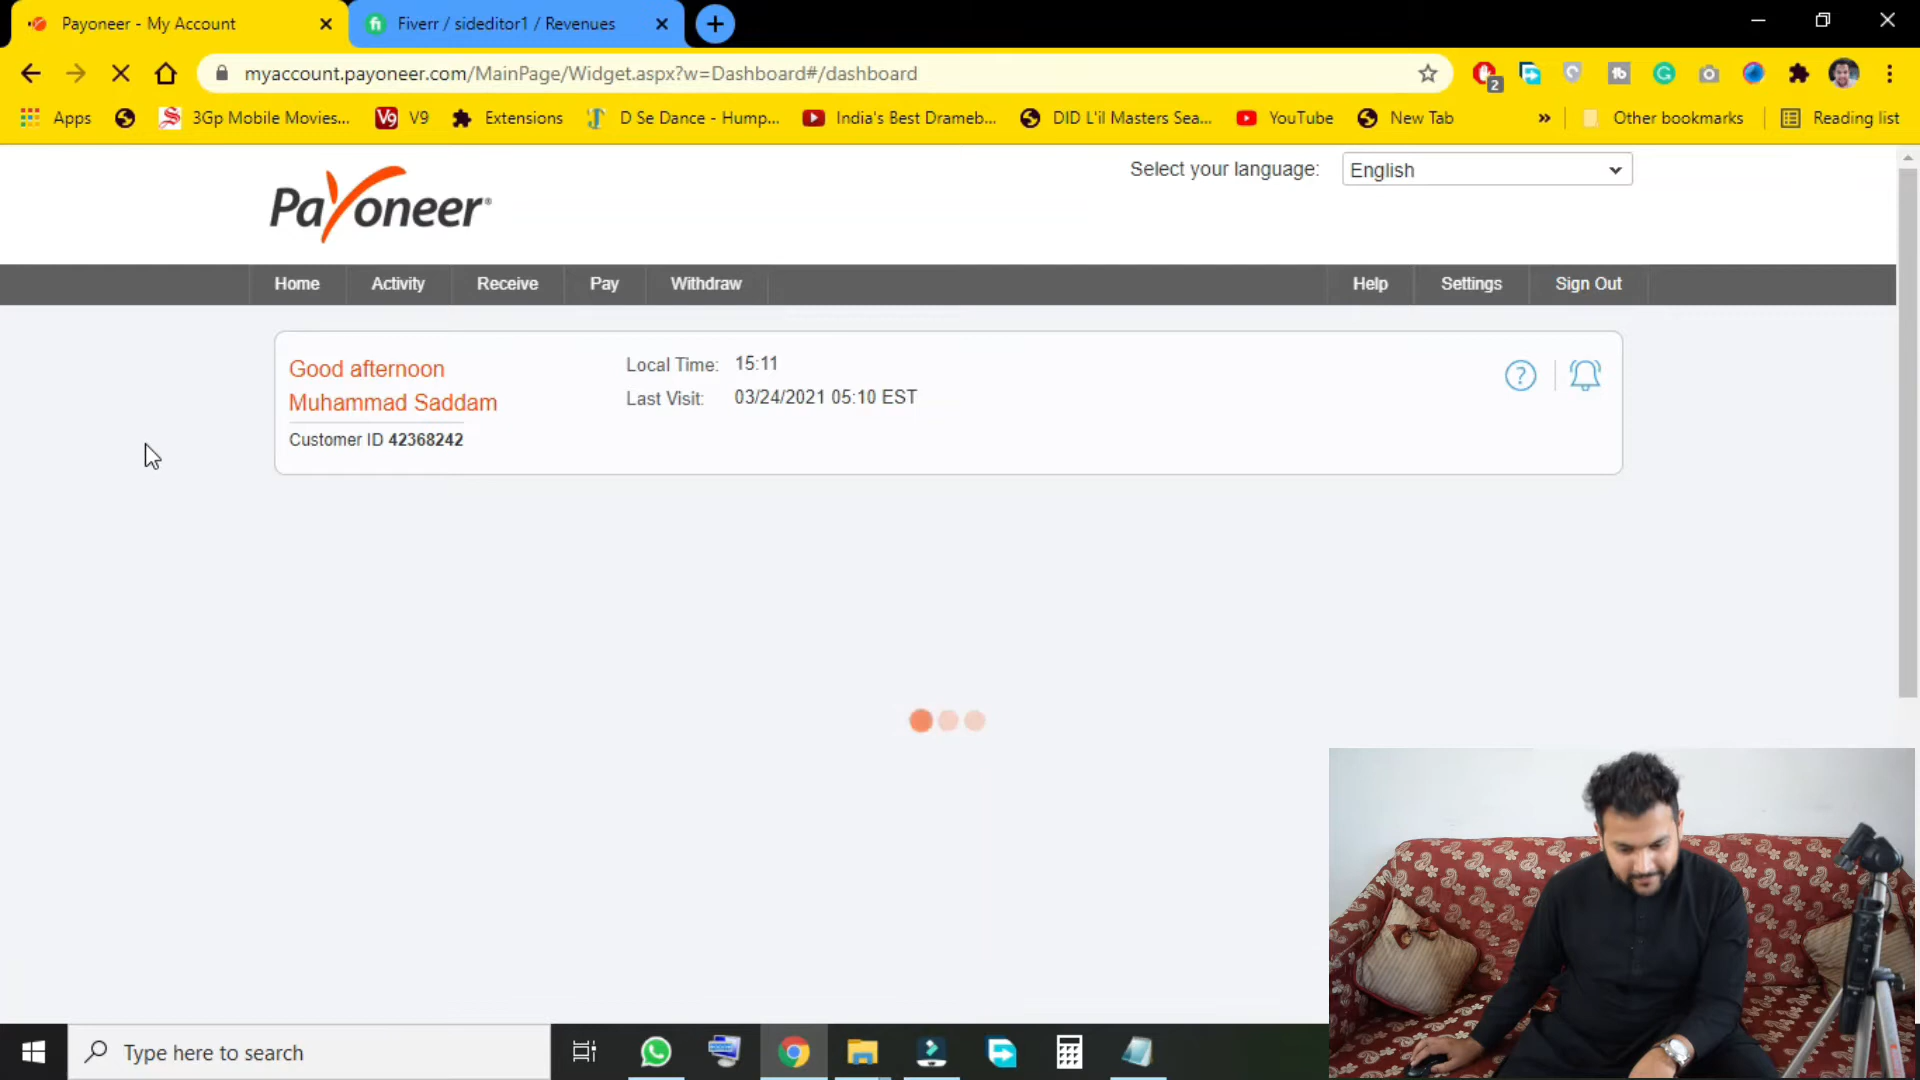 Payoneer - My Account
Fiverr / sideditor1 / Revenues
myaccount.payoneer.com/MainPage/Widget.aspx?w=Dashboard#/dashboard
2
Apps
3Gp Mobile Movies...
V9
V9
Extensions
D Se Dance - Hump...
India's Best Drameb...
DID L'il Masters Sea...
YouTube
New Tab
»
Other bookmarks
Reading list
Payoneer
Select your language:
English
Home
Activity
Receive
Pay
Withdraw
Help
Settings
Sign Out
Good afternoon
Muhammad Saddam
Customer ID 42368242
Local Time: 15:11
Last Visit: 03/24/2021 05:10 EST
Type here to search